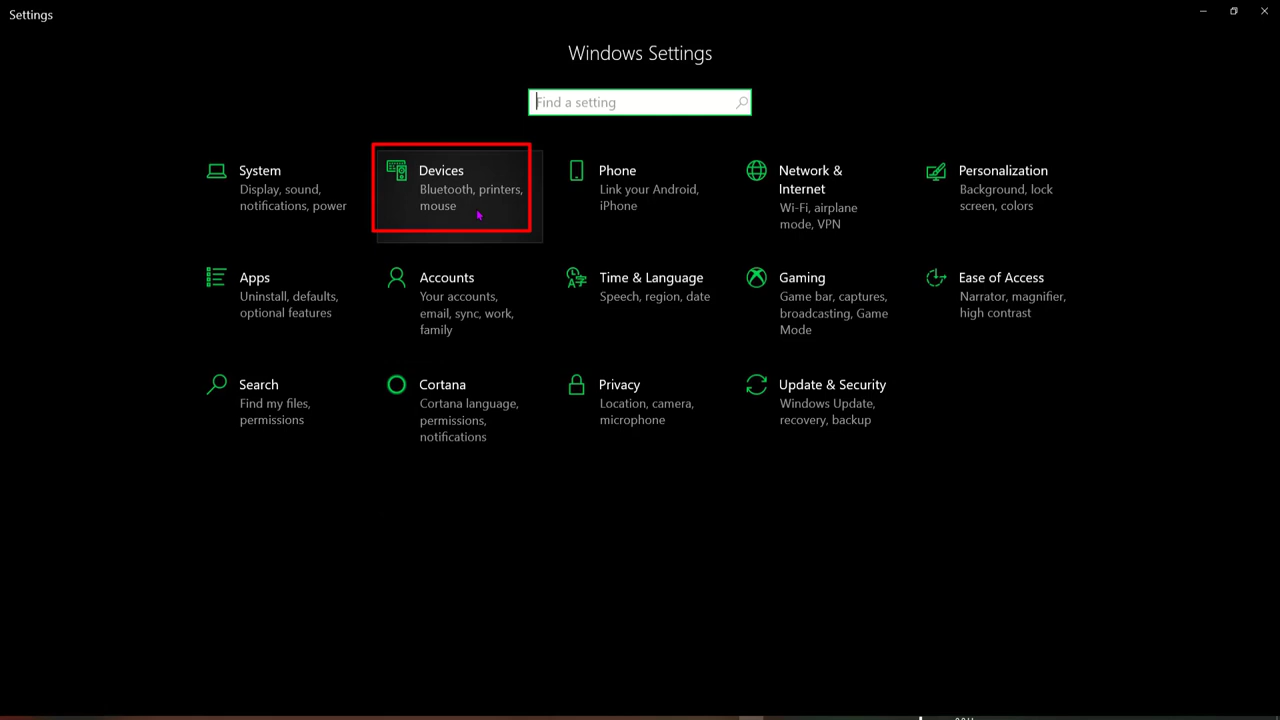 Settings
Windows Settings
Find a setting
System
Display, sound,
notifications, power
Devices
Bluetooth, printers,
mouse
Phone
Link your Android,
iPhone
Network &
Internet
Wi-Fi, airplane
mode, VPN
Personalization
Background, lock
screen, colors
Apps
Uninstall, defaults,
optional features
Accounts
Your accounts,
email, sync, work,
family
Time & Language
Speech, region, date
Gaming
Game bar, captures,
broadcasting, Game
Mode
Ease of Access
Narrator, magnifier,
high contrast
Search
Find my files,
permissions
Cortana
Cortana language,
permissions,
notifications
Privacy
Location, camera,
microphone
Update & Security
Windows Update,
recovery, backup